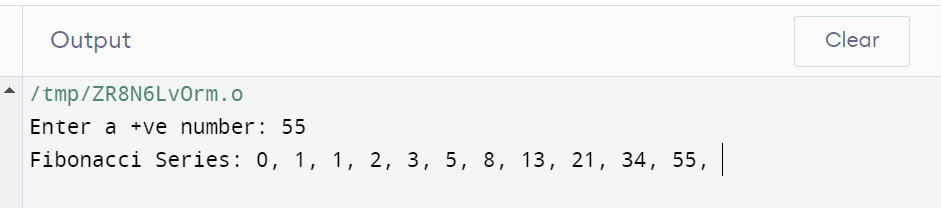 Output
Clear
/tmp/ZR8N6LvOrm.o
Enter a +ve number: 55
Fibonacci Series: 0, 1, 1, 2, 3, 5, 8, 13, 21, 34, 55,